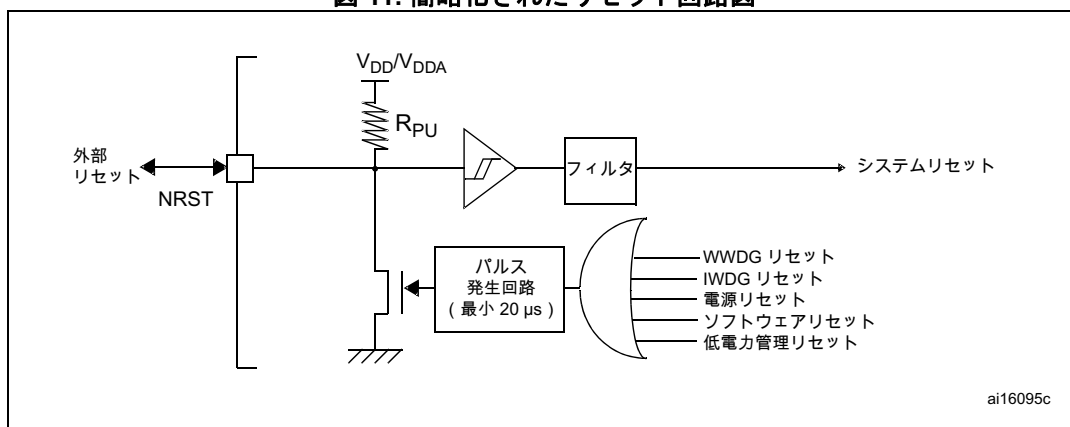 図 11. 簡略化されたリセット回路図
VDD/VDDA
RPU
外部
リセット
NRST
フィルタ
システムリセット
パルス
発生回路
( 最小 20 µs )
WWDG リセット
IWDG リセット
電源リセット
ソフトウェアリセット
低電力管理リセット
ai16095c